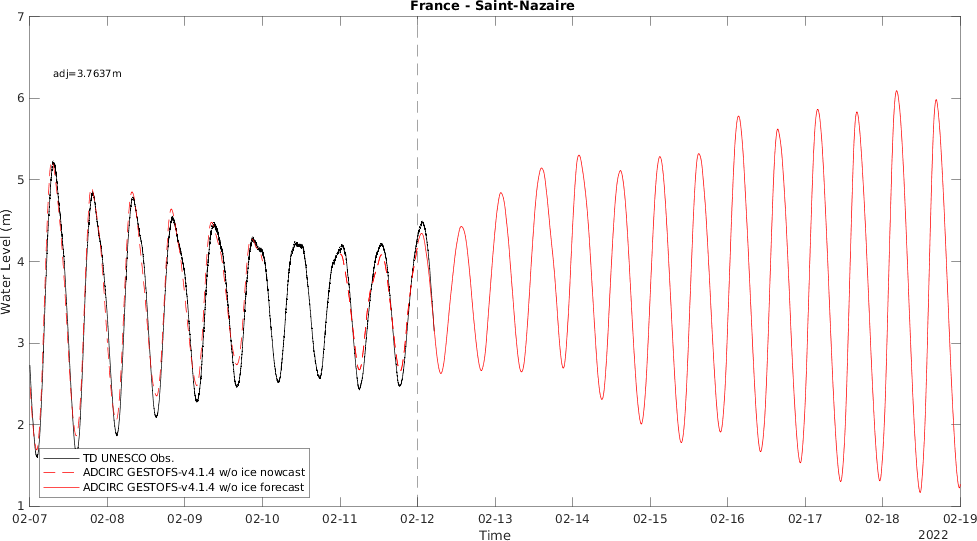 France - Saint-Nazaire
7
adj=3.7637m
6
5
4
3
2
1
Water Level (m)
TD UNESCO Obs.
ADCIRC GESTOFS-v4.1.4 w/o ice nowcast
ADCIRC GESTOFS-v4.1.4 w/o ice forecast
02-07 02-08 02-09 02-10 02-11 02-12 02-13 02-14 02-15 02-16 02-17 02-18 02-19
Time
2022